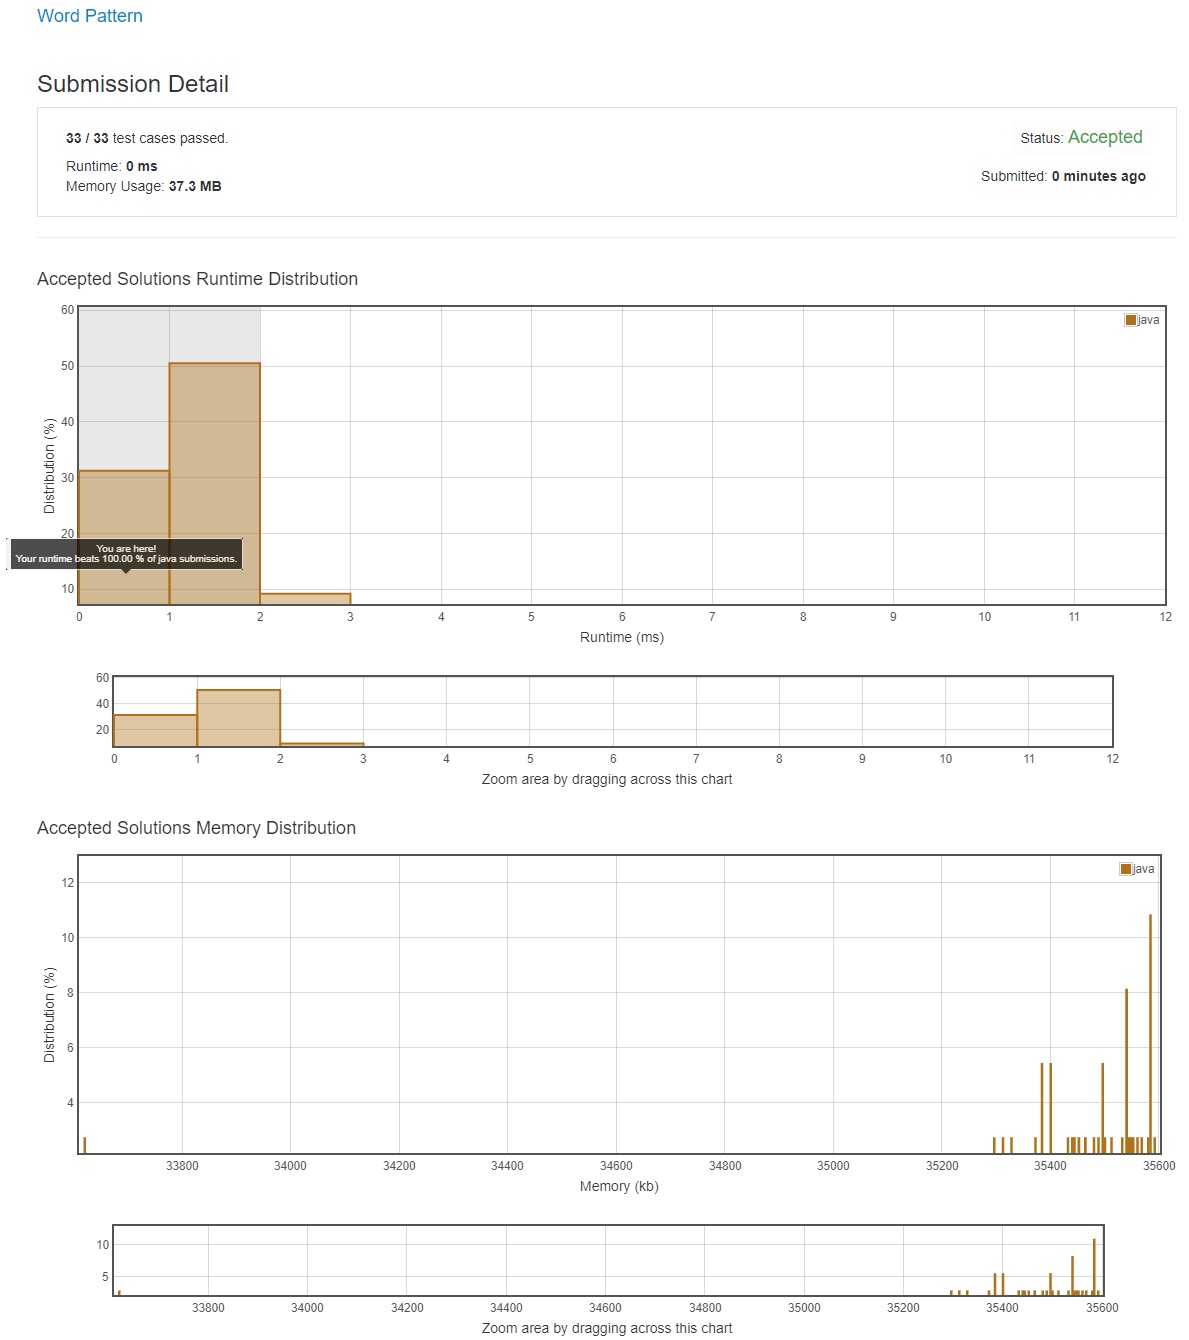 Word Pattern
Submission Detail
33 / 33 test cases passed.
Status: Accepted
Runtime: 0 ms
Submitted: 0 minutes ago
Memory Usage: 37.3 MB
Accepted Solutions Runtime Distribution
60
50
40
30
20
10
Distribution (%)
java
You are here!
Your runtime beats 100.00 % of java submissions.
0 1 2 3 4 5 6 7 8 9 10 11 12
Runtime (ms)
60
40
20
0 1 2 3 4 5 6 7 8 9 10 11 12
Zoom area by dragging across this chart
Accepted Solutions Memory Distribution
12
10
8
6
4
Distribution (%)
java
33800 34000 34200 34400 34600 34800 35000 35200 35400 35600
Memory (kb)
10
5
33800 34000 34200 34400 34600 34800 35000 35200 35400 35600
Zoom area by dragging across this chart